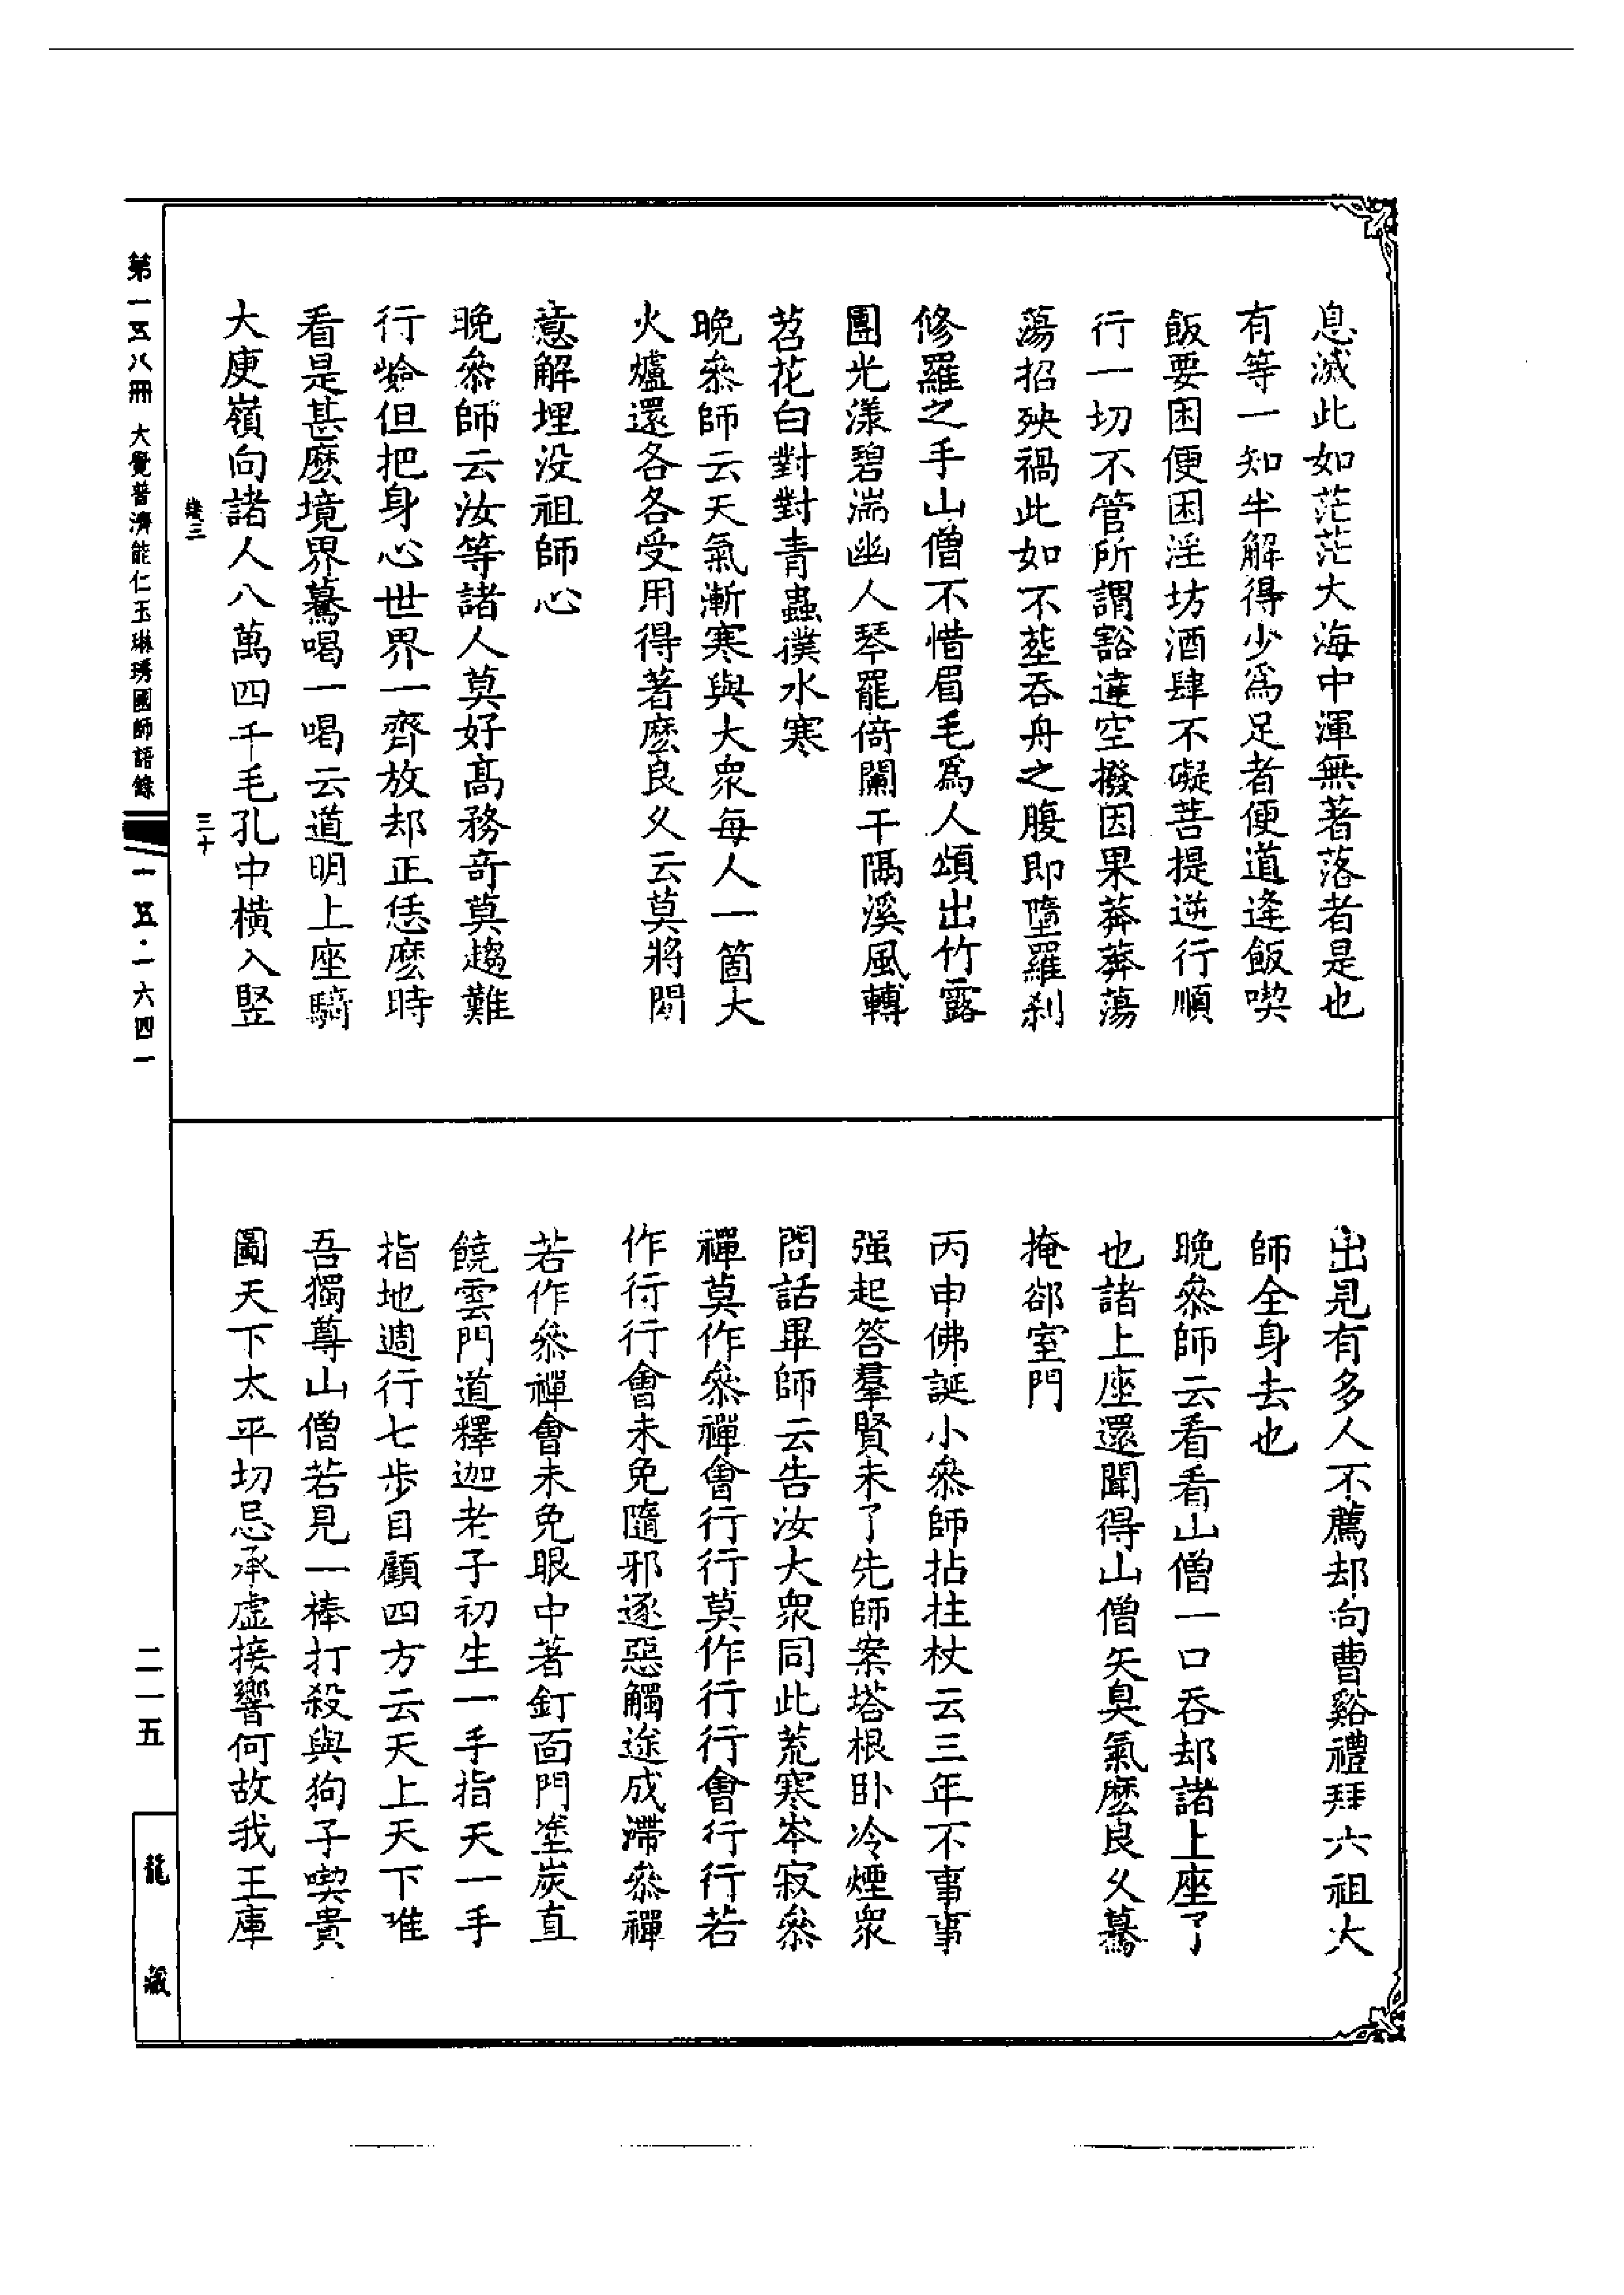 息滅此如茫茫大海中渾無著落者是也
有等一知半解得少爲足者便道逢飯喫
飯要困便困淫坊酒肆不礙菩提逆行順
行一切不管所謂豁達空撥因果莽莽蕩
蕩招殃禍此如不塟吞舟之腹即墮羅刹
修羅之手山僧不惜眉毛爲人頌出竹露
團光漾碧湍幽人琴罷倚闌干隔溪風轉
苕花白對對青蟲撲水寒
晚叅師云天氣漸寒與大衆每人一箇大
火爐還各各受用得著麽良久云莫將閑
意解埋没祖師心
晚叅師云汝等諸人莫好高務奇莫趨難
行嶮但把身心世界一齊放却正恁麽時
看是甚麽境界驀喝一喝云道明上座騎
大庾嶺向諸人八萬四千毛孔中橫入竪
出見有多人不薦却向曹谿禮拜六祖大
師全身去也
晚叅師云看看山僧一口吞却諸上座了
也諸上座還聞得山僧矢臭氣麽良久驀
掩却室門
丙申佛誕小叅師拈拄杖云三年不事事
强起答羣賢未了先師案塔根卧冷煙衆
問話畢師云告汝大衆同此荒寒岑寂叅
禪莫作叅禪會行行莫作行行會行行若
作行行會未免隨邪逐惡觸途成滯叅禪
若作叅禪會未免眼中著釘面門塗炭直
饒雲門道釋迦老子初生一手指天一手
指地週行七步目顧四方云天上天下唯
吾獨尊山僧若見一棒打殺與狗子喫貴
圖天下太平切忌承虛接響何故我王庫
三十
第一五八冊 大覺普濟能仁玉琳琇國師語錄 一五·二六四一
二一五 龍藏